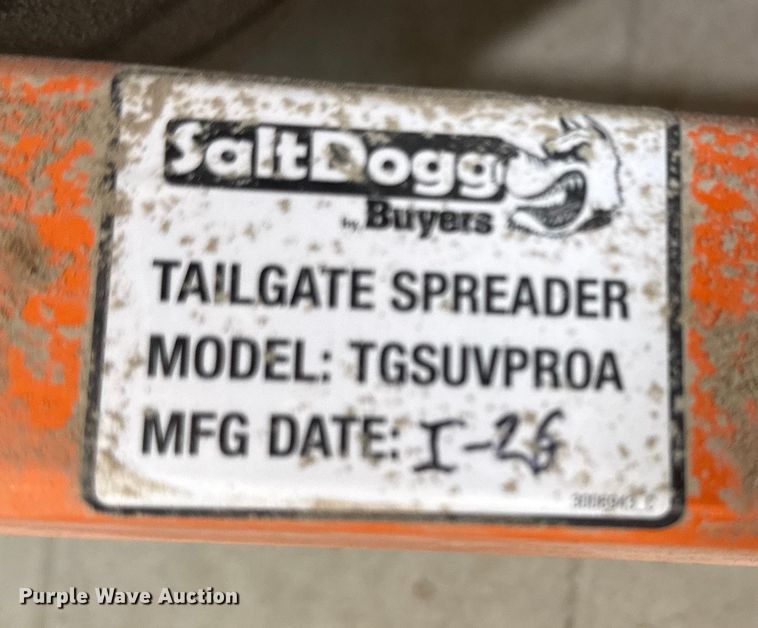 SaltDogg
by Buyers
TAILGATE SPREADER
MODEL: TGSUVPROA
MFG DATE: I-26
Purple Wave Auction